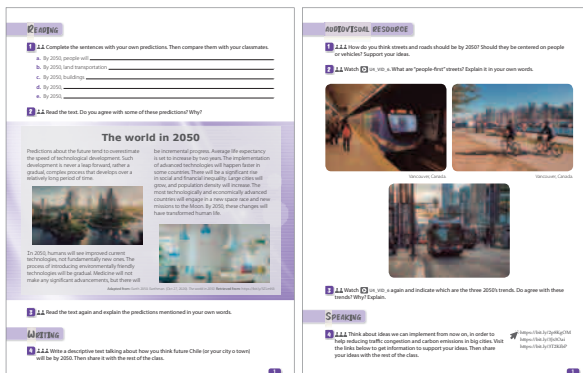 READING
1 Complete the sentences with your own predictions. Then compare them with your classmates.
a. By 2050, people will
b. By 2050, land transportation
c. By 2050, buildings
d. By 2050,
e. By 2050,
2 Read the text. Do you agree with some of these predictions? Why?
The world in 2050
Predictions about the future tend to overestimate
the speed of technological development. Such
development is never a leap forward, rather a
gradual, complex process that develops over a
relatively long period of time.
In 2050, humans will see improved current
technologies, not fundamentally new ones. The
process of introducing environmentally friendly
technologies will be gradual. Medicine will not
make any significant advancements, but there will
be incremental progress. Average life expectancy
is set to increase by two years. The implementation
of advanced technologies will happen faster in
some countries. There will be a significant rise
in social and financial inequality. Large cities will
grow, and population density will increase. The
most technologically and economically advanced
countries will engage in a new space race and new
missions to the Moon. By 2050, these changes will
have transformed human life.
3 Read the text again and explain the predictions mentioned in your own words.
WRITING
4 Write a descriptive text talking about how you think future Chile (or your city o town)
will be by 2050. Then share it with the rest of the class.
AUDIOVISUAL RESOURCE
1 How do you think streets and roads should be by 2050? Should they be centered on people
or vehicles? Support your ideas.
2 Watch. What are "people-first" streets? Explain it in your own words.
Vancouver, Canada
Vancouver, Canada
3 Watch again and indicate which are the three 2050's trends. Do agree with these
trends? Why? Explain.
SPEAKING
4 Think about ideas we can implement from now on, in order to
help reducing traffic congestion and carbon emissions in big cities. Visit
the links below to get information to support your ideas. Then share
your ideas with the rest of the class.